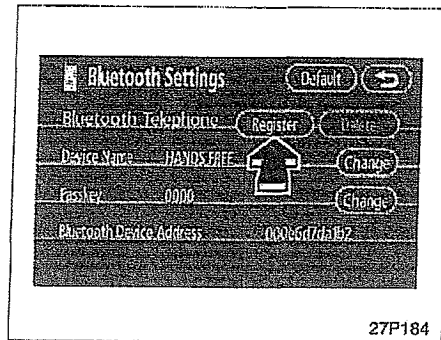 Bluetooth Settings Default
Bluetooth Telephone Register Delete
Device Name HANDS FREE Change
Passkey 0000 Change
Bluetooth Device Address
27P184